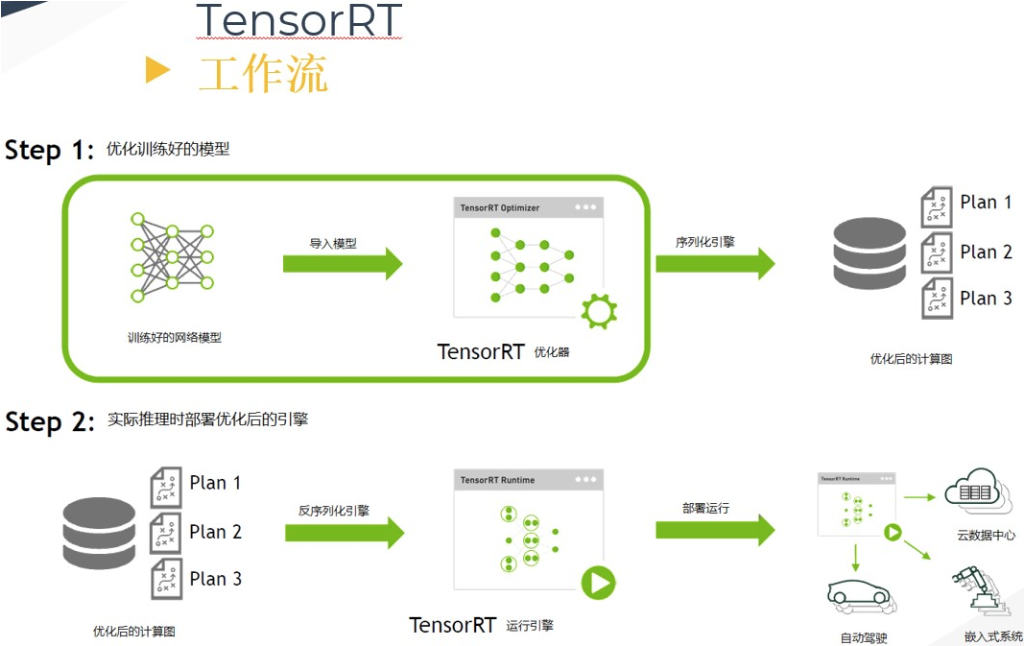 TensorRT
工作流
Step 1: 优化训练好的模型
导入模型
TensorRT Optimizer
序列化引擎
Plan 1
Plan 2
Plan 3
训练好的网络模型
TensorRT 优化器
优化后的计算图
Step 2: 实际推理时部署优化后的引擎
Plan 1
Plan 2
Plan 3
反序列化引擎
TensorRT Runtime
部署运行
TensorRT Runtime
云数据中心
优化后的计算图
TensorRT 运行引擎
自动驾驶
嵌入式系统